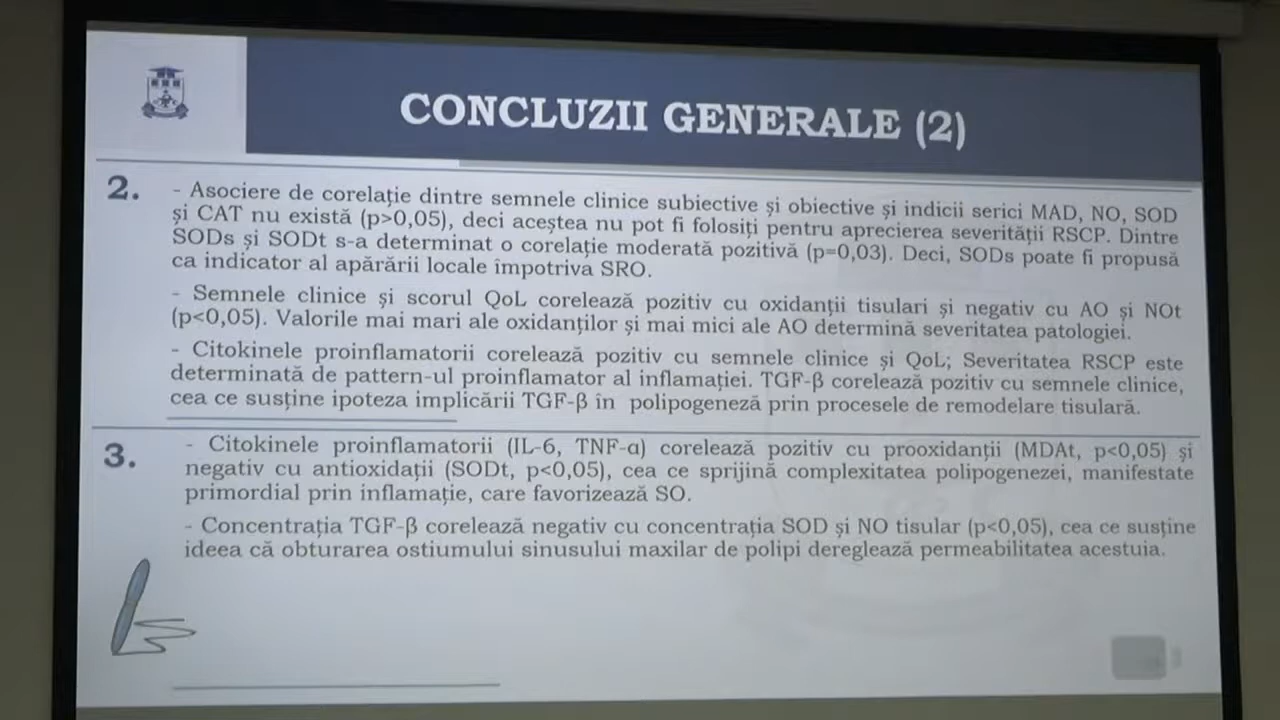 CONCLUZII GENERALE (2)
2.
- Asociere de corelație dintre semnele clinice subiective și obiective și indicii serici MAD, NO, SOD
și CAT nu există (p>0,05), deci aceștea nu pot fi folosiți pentru aprecierea severității RSCP. Dintre
SODs și SODt s-a determinat o corelație moderată pozitivă (p=0,03). Deci, SODs poate fi propusă
ca indicator al apărării locale împotriva SRO.
- Semnele clinice și scorul QoL corelează pozitiv cu oxidanții tisulari și negativ cu AO și NOt
(p<0,05). Valorile mai mari ale oxidanților și mai mici ale AO determină severitatea patologiei.
- Citokinele proinflamatorii corelează pozitiv cu semnele clinice și QoL; Severitatea RSCP este
determinată de pattern-ul proinflamator al inflamației. TGF-β corelează pozitiv cu semnele clinice,
cea ce susține ipoteza implicării TGF-β în polipogeneză prin procesele de remodelare tisulară.
3.
- Citokinele proinflamatorii (IL-6, TNF-α) corelează pozitiv cu prooxidanții (MDAt, p<0,05) și
negativ cu antioxidații (SODt, p<0,05), cea ce sprijină complexitatea polipogenezei, manifestate
primordial prin inflamație, care favorizează SO.
- Concentrația TGF-β corelează negativ cu concentrația SOD și NO tisular (p<0,05), cea ce susține
ideea că obturarea ostiumului sinusului maxilar de polipi dereglează permeabilitatea acestuia.